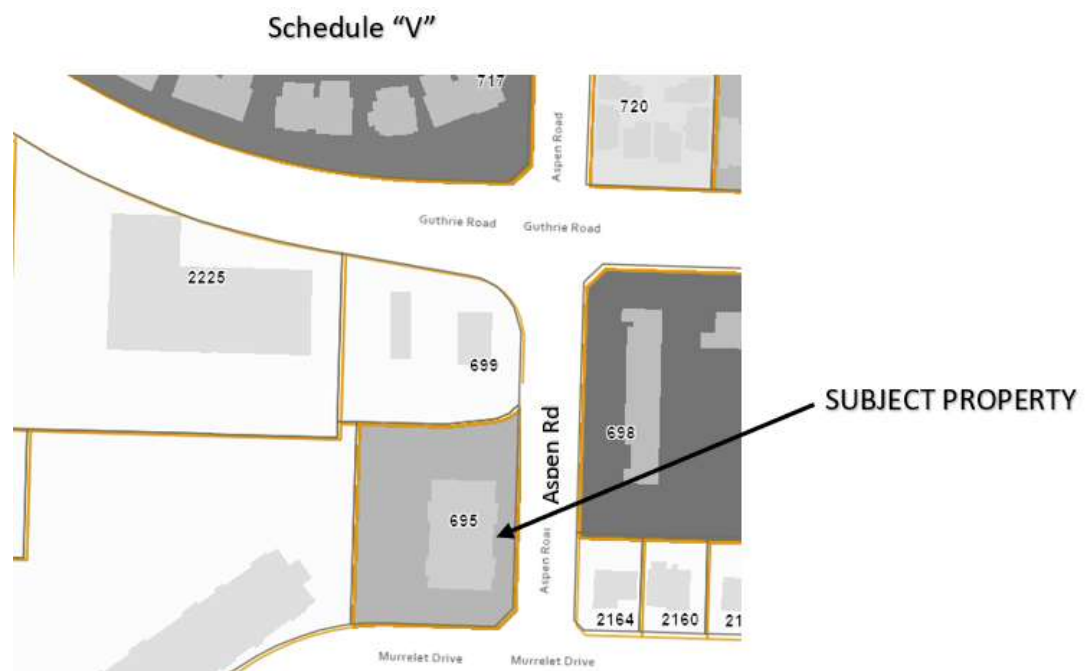 Schedule “V”
717
720
Aspen Road
Guthrie Road
Guthrie Road
2225
699
SUBJECT PROPERTY
Aspen Rd
698
695
Aspen Roa
2164
2160
21
Murrelet Drive
Murrelet Drive